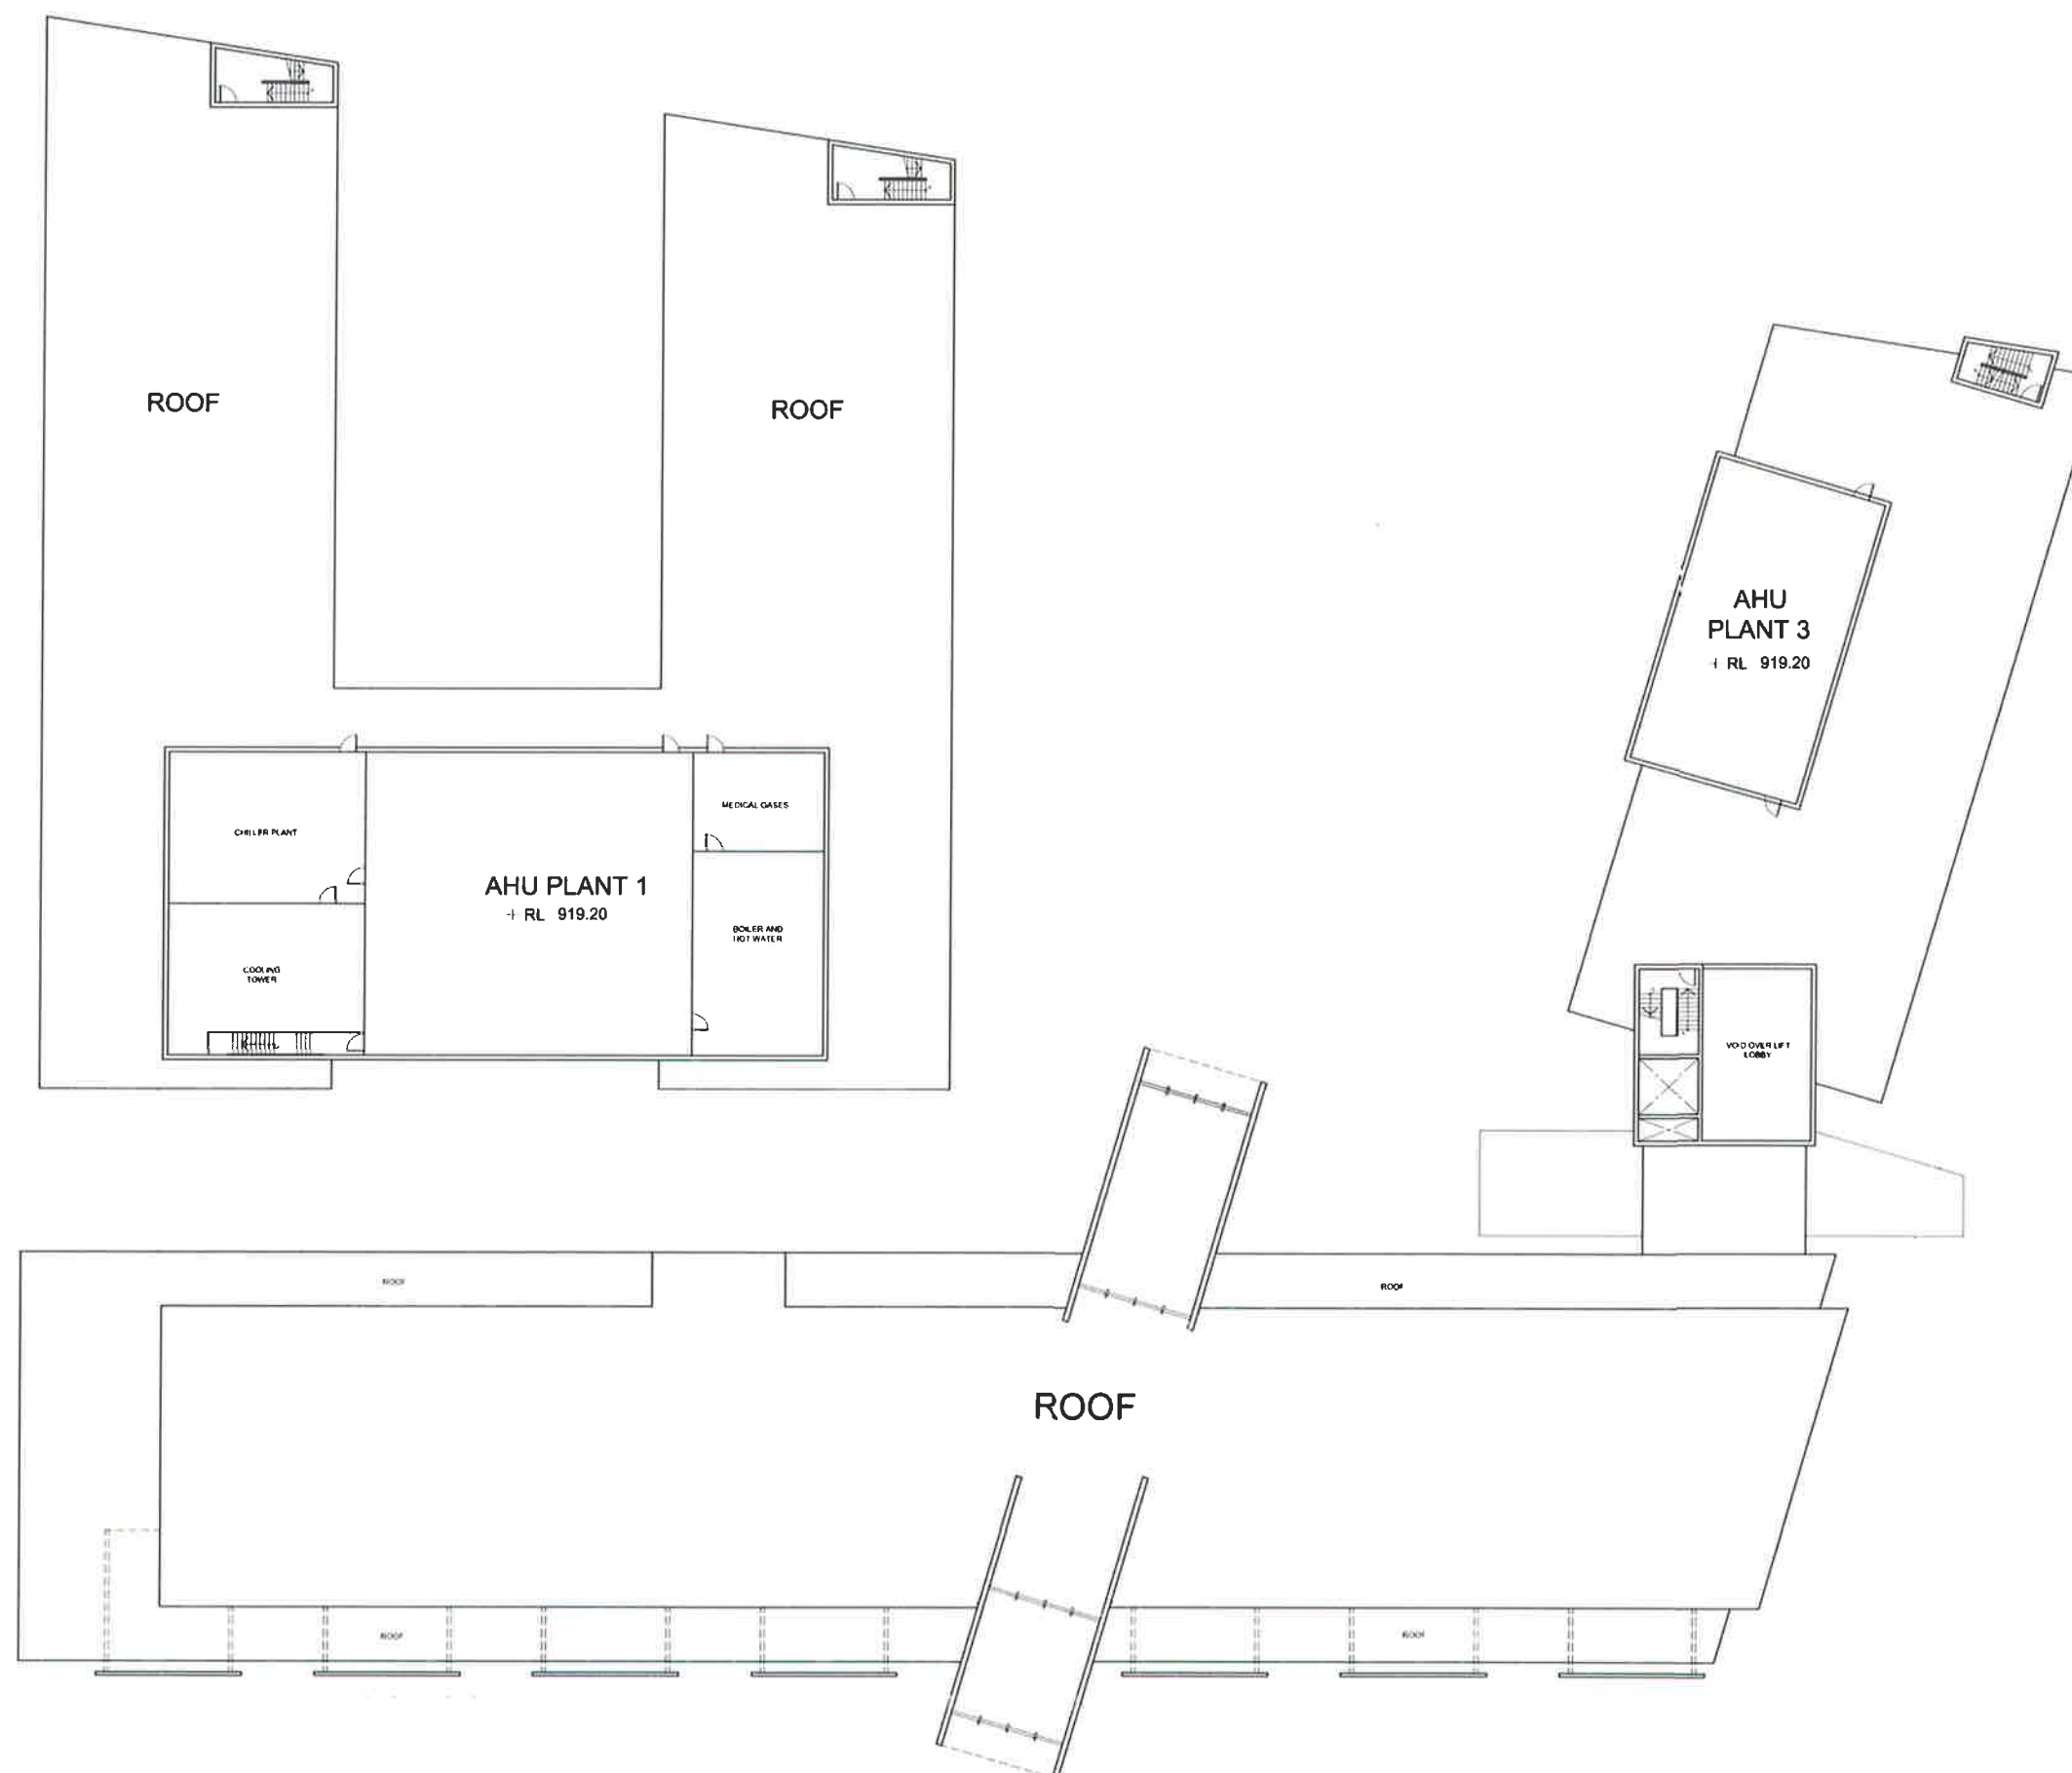 ROOF
ROOF
AHU
PLANT 3
+ RL 919.20
MEDICAL GASES
CHILLER PLANT
AHU PLANT 1
+ RL 919.20
BOILER AND
HOT WATER
COOLING
TOWER
VOID OVER LIFT
LOBBY
ROOF
ROOF
ROOF
ROOF
ROOF